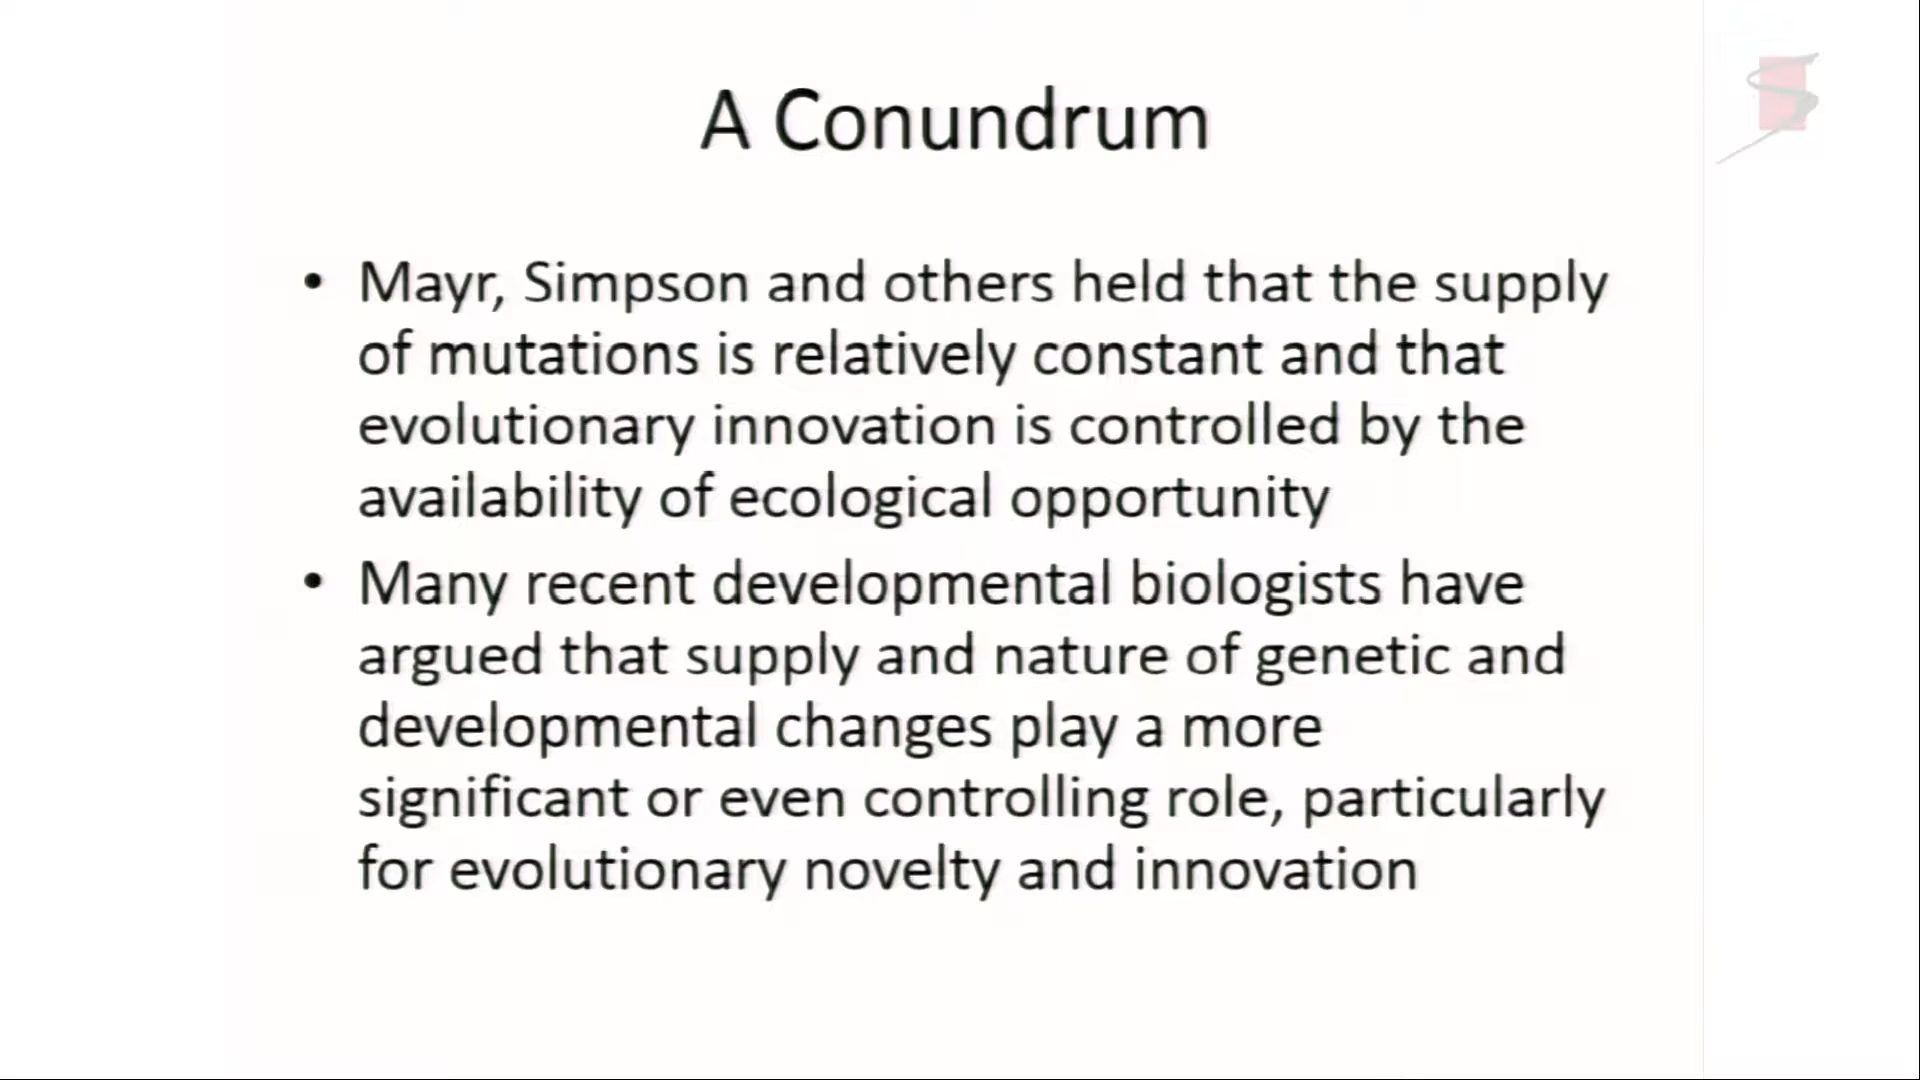 A Conundrum
• Mayr, Simpson and others held that the supply
of mutations is relatively constant and that
evolutionary innovation is controlled by the
availability of ecological opportunity
• Many recent developmental biologists have
argued that supply and nature of genetic and
developmental changes play a more
significant or even controlling role, particularly
for evolutionary novelty and innovation